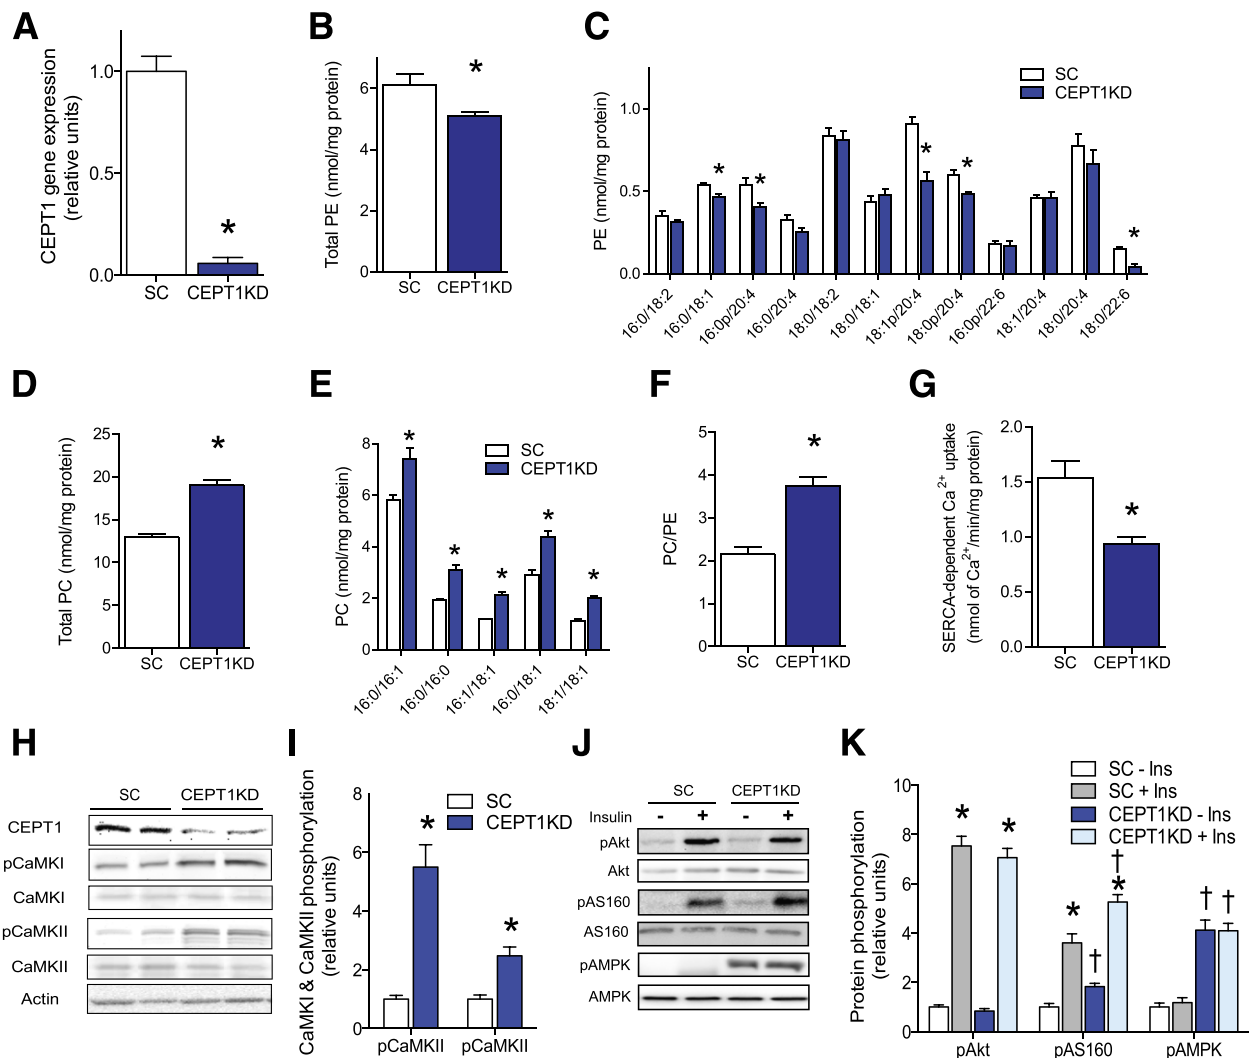 A
CEPT1 gene expression
(relative units)
1.0
0.5
0.0
*
SC
CEPT1KD
B
Total PE (nmol/mg protein)
6
4
2
0
*
SC
CEPT1KD
C
PE (nmol/mg protein)
1.0
0.5
0.0
SC
CEPT1KD
* * * * *
16:0/18:2
16:0/18:1
16:0p/20:4
16:0/20:4
18:0/18:2
18:0/18:1
18:1p/20:4
18:0p/20:4
16:0p/22:6
18:1/20:4
18:0/20:4
18:0/22:6
D
Total PC (nmol/mg protein)
25
20
15
10
5
0
*
SC
CEPT1KD
E
PC (nmol/mg protein)
8
6
4
2
0
SC
CEPT1KD
* * * * *
16:0/16:1
16:0/16:0
16:1/18:1
16:0/18:1
18:1/18:1
F
PC/PE
5
4
3
2
1
0
*
SC
CEPT1KD
G
SERCA-dependent Ca2+ uptake
(nmol of Ca2+/min/mg protein)
2.0
1.5
1.0
0.5
0.0
*
SC
CEPT1KD
H
SC
CEPT1KD
CEPT1
pCaMKI
CaMKI
pCaMKII
CaMKII
Actin
I
CaMKI & CaMKII phosphorylation
(relative units)
8
6
4
2
0
SC
CEPT1KD
* *
pCaMKII
pCaMKII
J
SC
CEPT1KD
Insulin - + - +
pAkt
Akt
pAS160
AS160
pAMPK
AMPK
K
Protein phosphorylation
(relative units)
10
8
6
4
2
0
SC - Ins
SC + Ins
CEPT1KD - Ins
CEPT1KD + Ins
* * * † † * † †
pAkt
pAS160
pAMPK